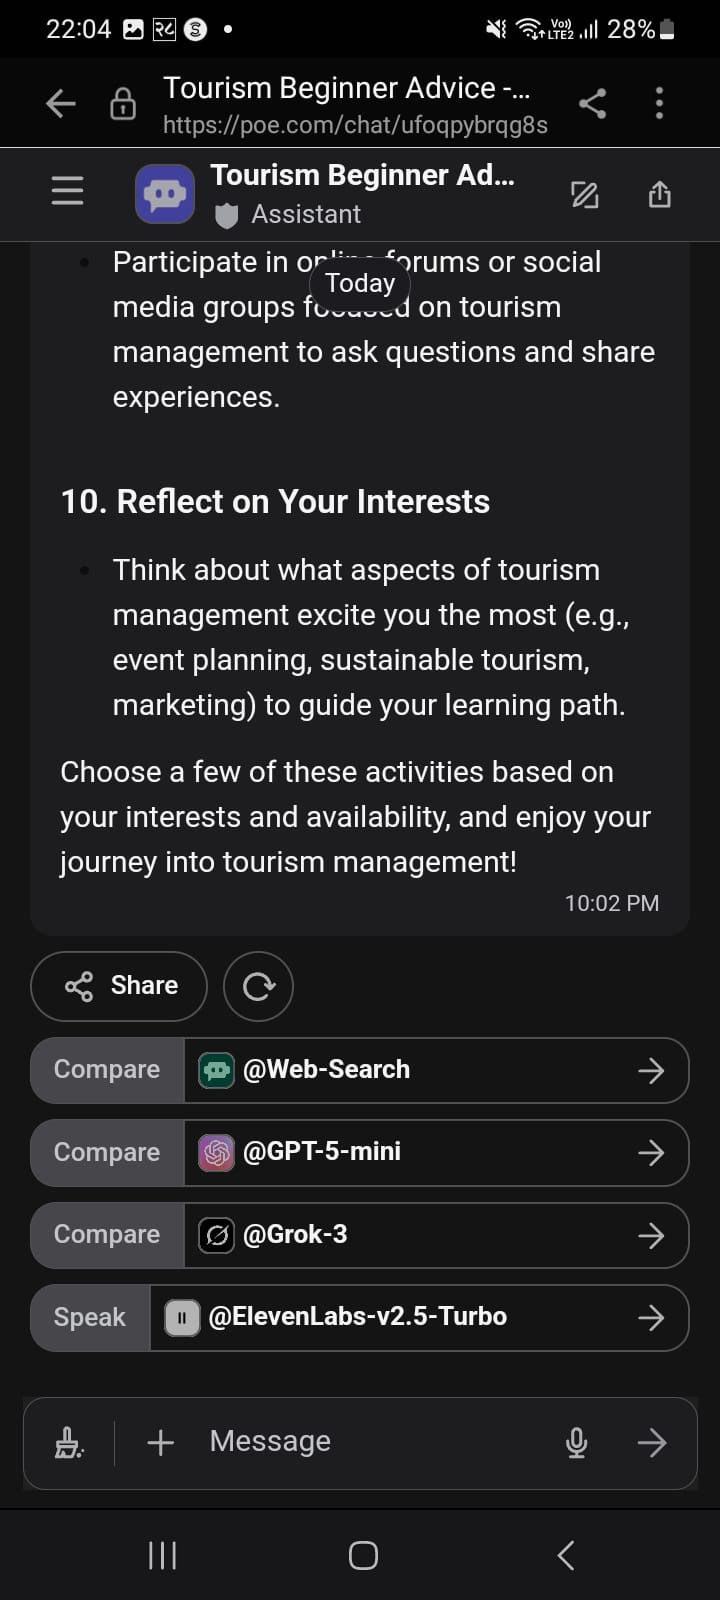 22:04 २८ S Vo)) LTE2 28%
Tourism Beginner Advice -...
https://poe.com/chat/ufoqpybrqg8s
Tourism Beginner Ad...
Assistant
Participate in online forums or social
Today
media groups focused on tourism
management to ask questions and share
experiences.
10. Reflect on Your Interests
Think about what aspects of tourism
management excite you the most (e.g.,
event planning, sustainable tourism,
marketing) to guide your learning path.
Choose a few of these activities based on
your interests and availability, and enjoy your
journey into tourism management!
10:02 PM
Share
Compare @Web-Search
Compare @GPT-5-mini
Compare @Grok-3
Speak @ElevenLabs-v2.5-Turbo
Message